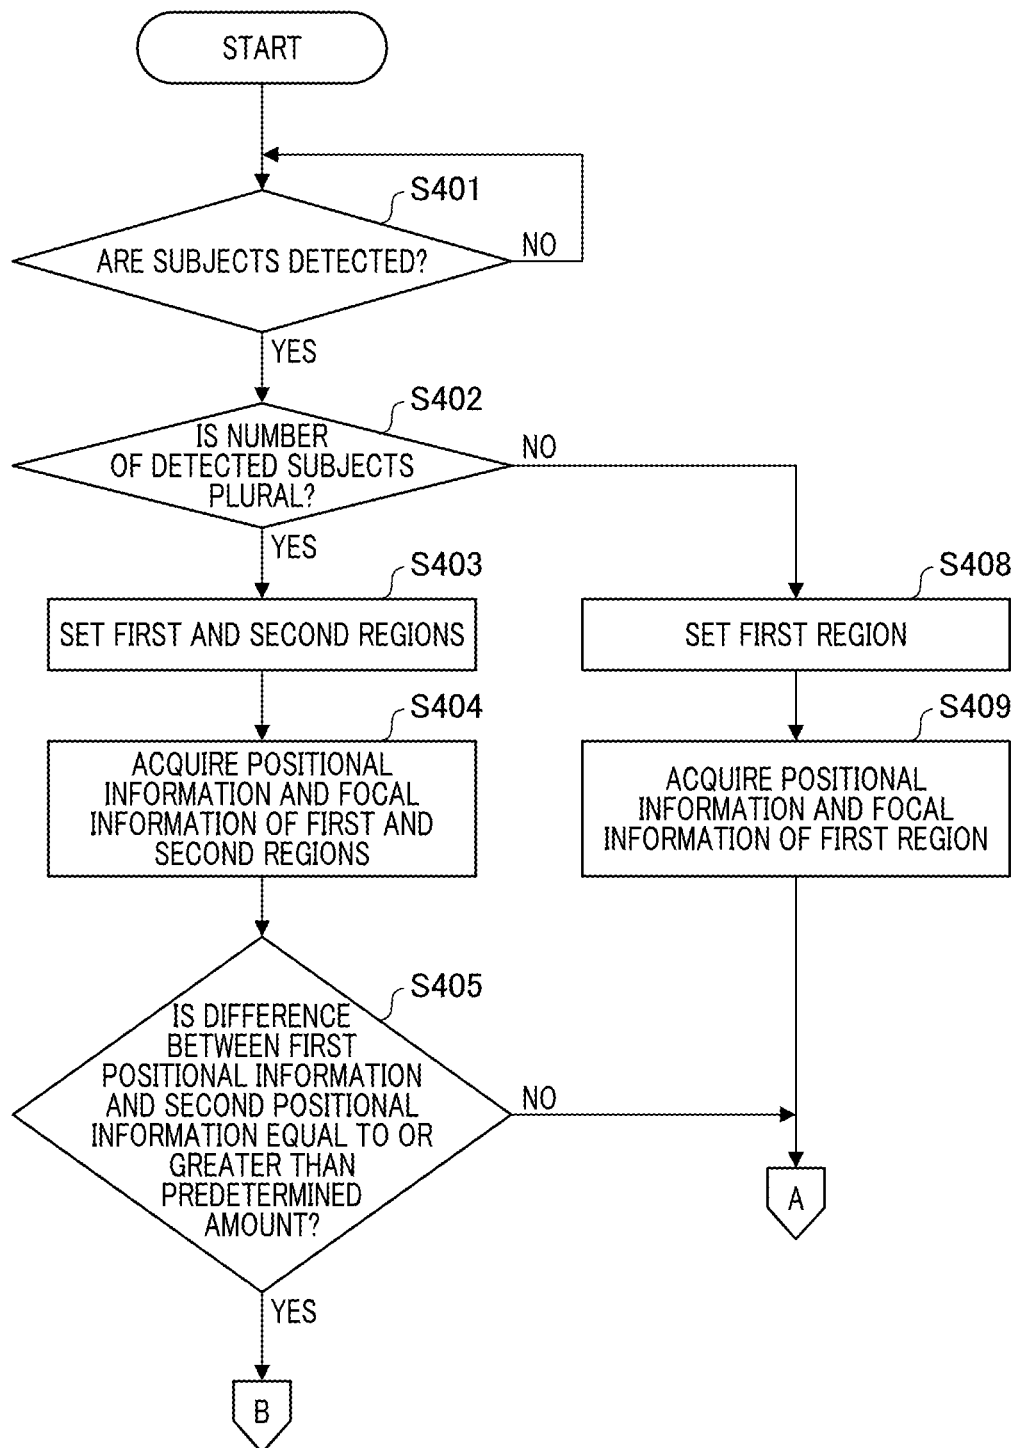 START
S401
ARE SUBJECTS DETECTED?
NO
YES
S402
IS NUMBER
OF DETECTED SUBJECTS
PLURAL?
NO
YES
S403
SET FIRST AND SECOND REGIONS
S408
SET FIRST REGION
S404
ACQUIRE POSITIONAL
INFORMATION AND FOCAL
INFORMATION OF FIRST AND
SECOND REGIONS
S409
ACQUIRE POSITIONAL
INFORMATION AND FOCAL
INFORMATION OF FIRST REGION
S405
IS DIFFERENCE
BETWEEN FIRST
POSITIONAL INFORMATION
AND SECOND POSITIONAL
INFORMATION EQUAL TO OR
GREATER THAN
PREDETERMINED
AMOUNT?
NO
A
YES
B